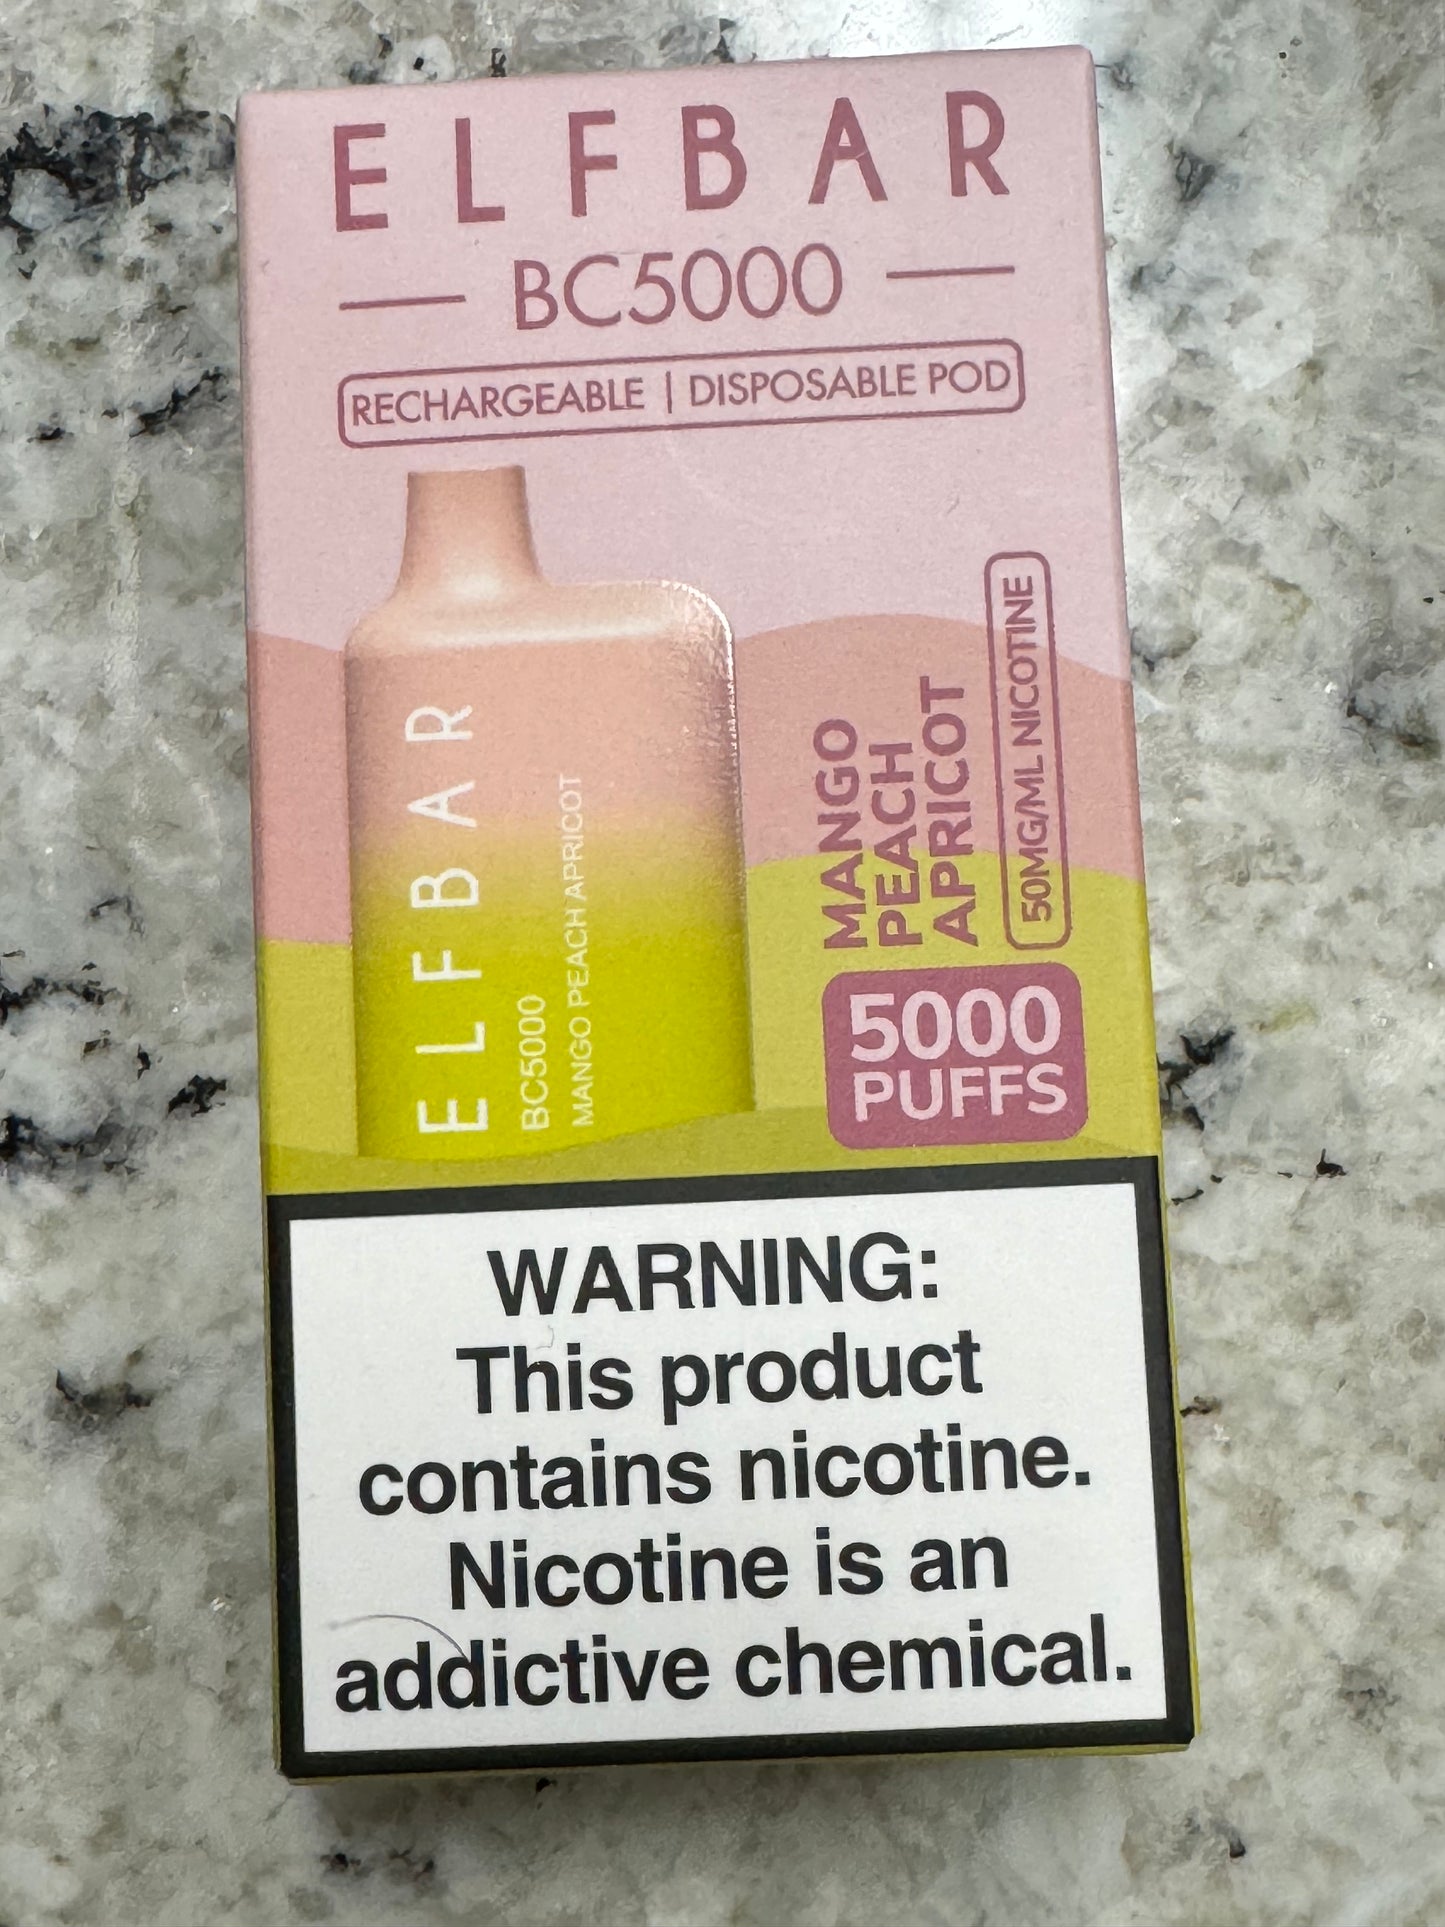 ELFBAR
BC5000
RECHARGEABLE | DISPOSABLE POD
ELFBAR
BC5000
MANGO PEACH APRICOT
MANGO
PEACH
APRICOT
50MG/ML NICOTINE
5000
PUFFS
WARNING:
This product
contains nicotine.
Nicotine is an
addictive chemical.